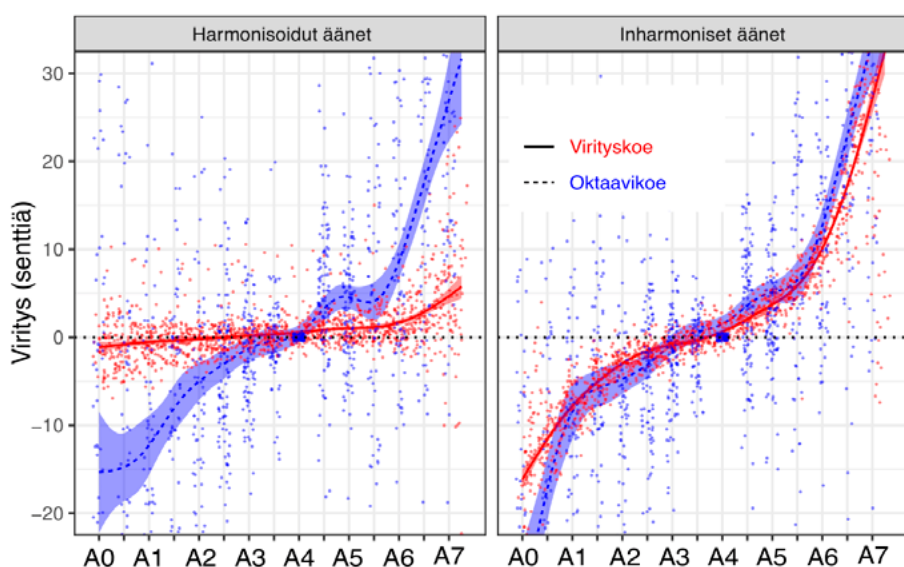 Harmonisoidut äänet
Inharmoniset äänet
Viritys (senttiä)
30
20
10
0
−10
−20
Virityskoe
Oktaavikoe
A0 A1 A2 A3 A4 A5 A6 A7
A0 A1 A2 A3 A4 A5 A6 A7